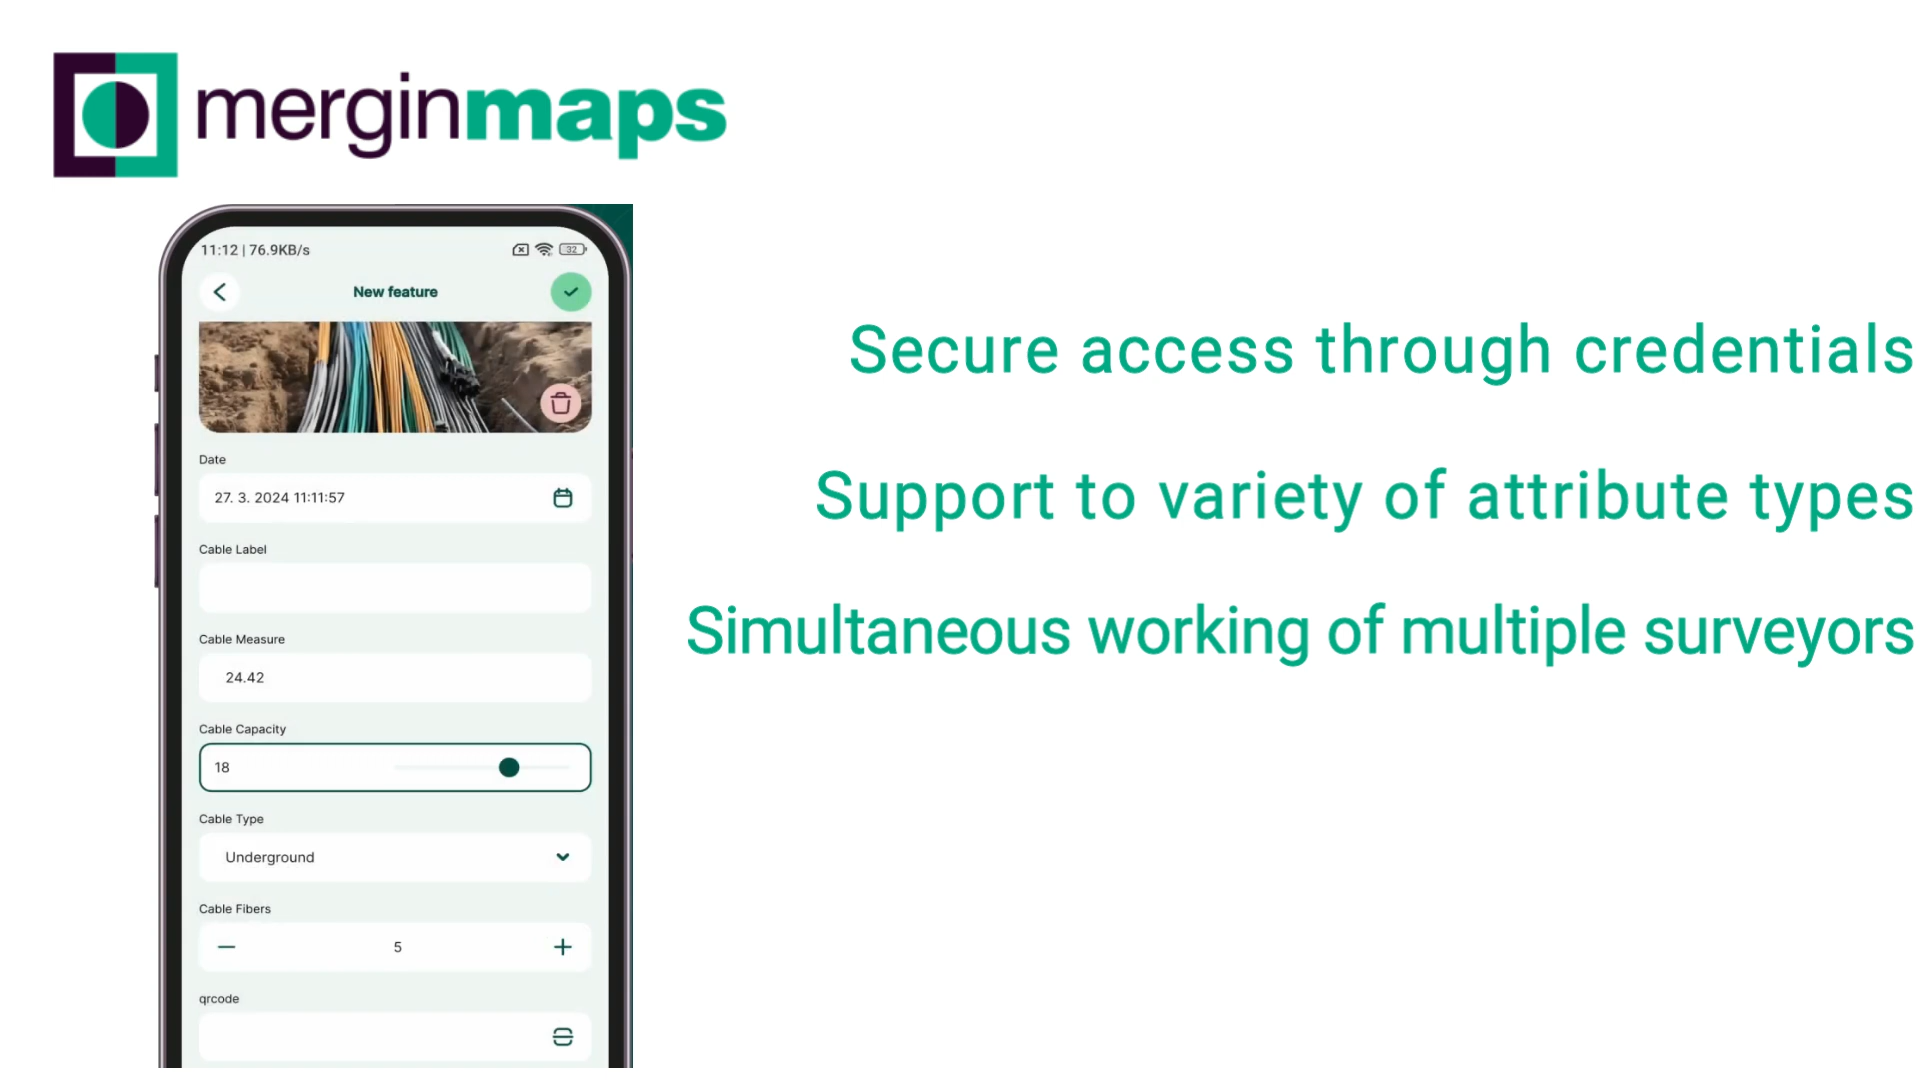 merginmaps
11:12 | 76.9KB/s
32
New feature
Date
27. 3. 2024 11:11:57
Cable Label
Cable Measure
24.42
Cable Capacity
18
Cable Type
Underground
Cable Fibers
5
qrcode
Secure access through credentials
Support to variety of attribute types
Simultaneous working of multiple surveyors